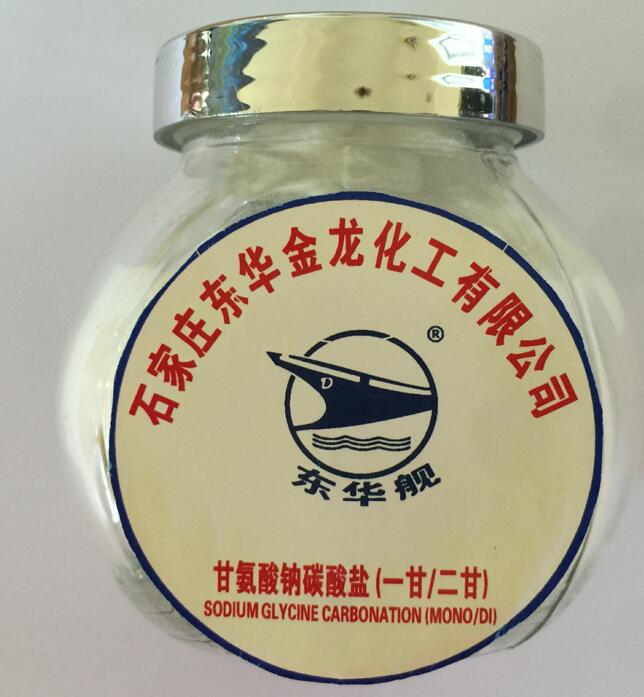 石家庄东华金龙化工有限公司
®
D
东华舰
甘氨酸钠碳酸盐(一甘/二甘)
SODIUM GLYCINE CARBONATION (MONO/DI)